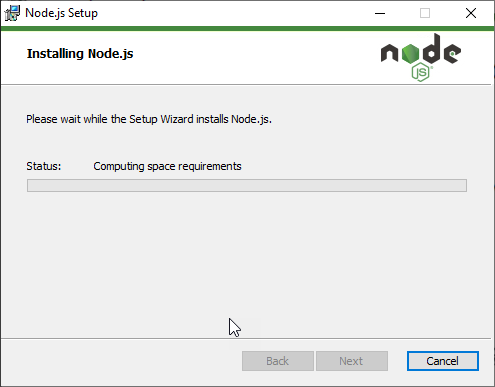 Node.js Setup
Installing Node.js
node
JS
Please wait while the Setup Wizard installs Node.js.
Status: Computing space requirements
Back Next Cancel